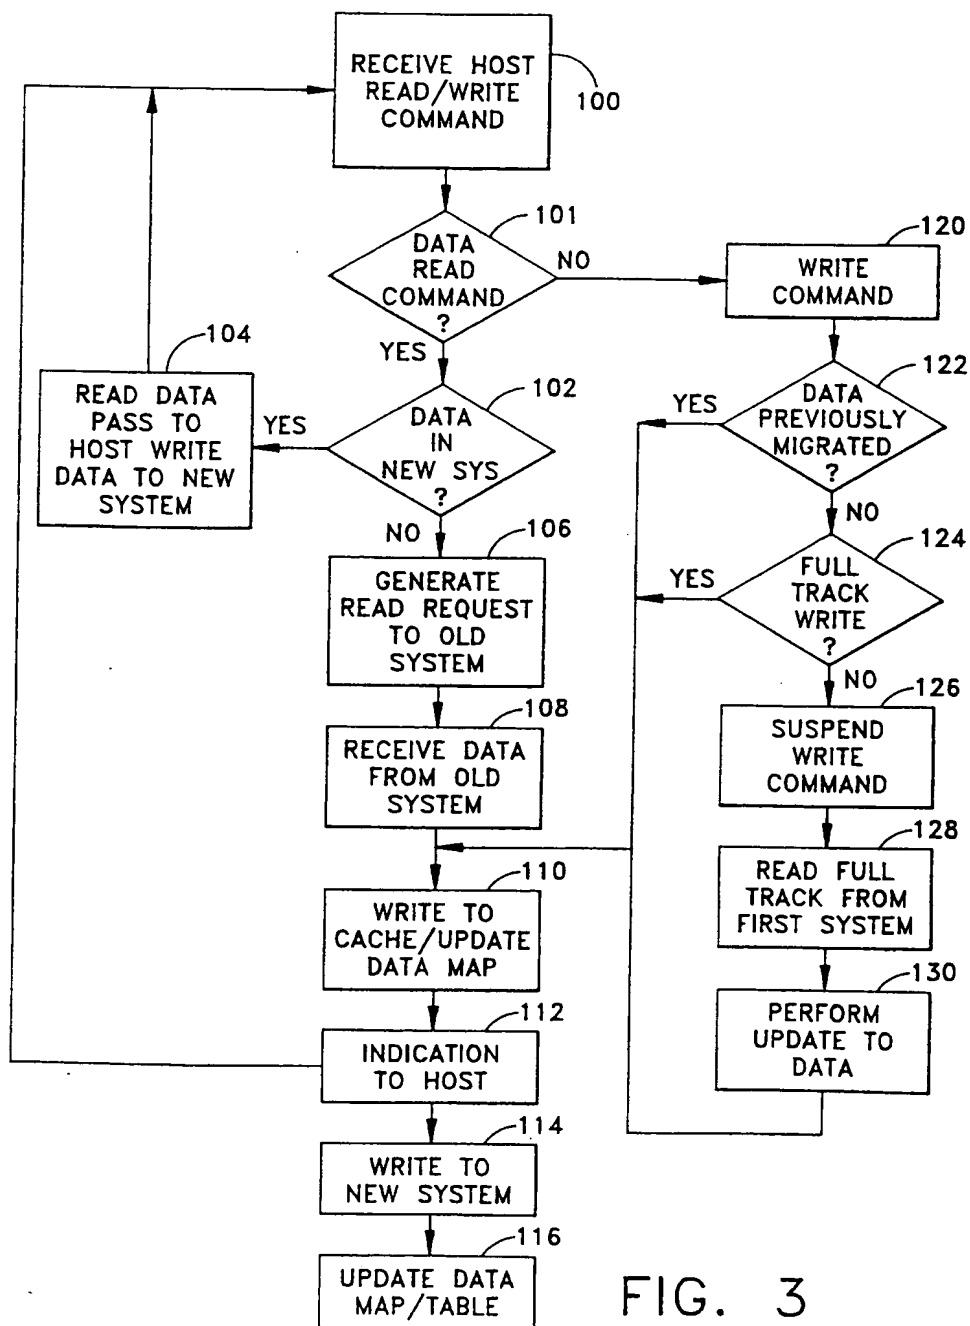 RECEIVE HOST
READ/WRITE
COMMAND
100
101
DATA
READ
COMMAND
?
NO
YES
120
WRITE
COMMAND
104
READ DATA
PASS TO
HOST WRITE
DATA TO NEW
SYSTEM
YES
102
DATA
IN
NEW SYS
?
NO
122
DATA
PREVIOUSLY
MIGRATED
?
YES
NO
106
GENERATE
READ REQUEST
TO OLD
SYSTEM
124
FULL
TRACK
WRITE
?
YES
NO
108
RECEIVE DATA
FROM OLD
SYSTEM
126
SUSPEND
WRITE
COMMAND
128
READ FULL
TRACK FROM
FIRST SYSTEM
110
WRITE TO
CACHE/UPDATE
DATA MAP
130
PERFORM
UPDATE TO
DATA
112
INDICATION
TO HOST
114
WRITE TO
NEW SYSTEM
116
UPDATE DATA
MAP/TABLE
FIG. 3